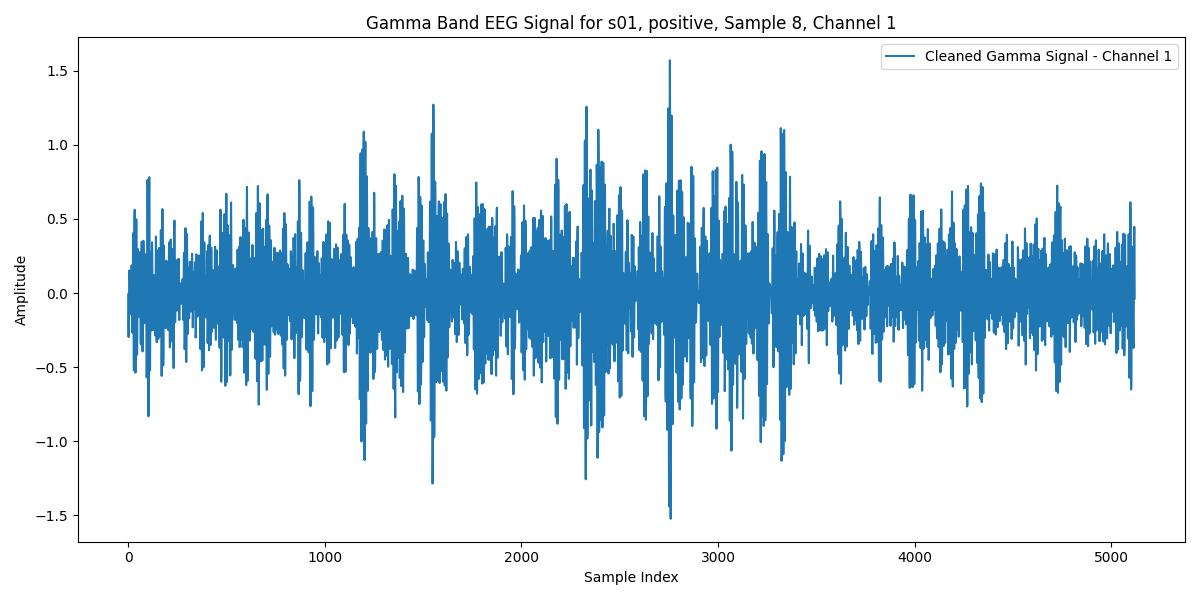 Gamma Band EEG Signal for s01, positive, Sample 8, Channel 1
Cleaned Gamma Signal - Channel 1
Amplitude
1.5
1.0
0.5
0.0
−0.5
−1.0
−1.5
0 1000 2000 3000 4000 5000
Sample Index